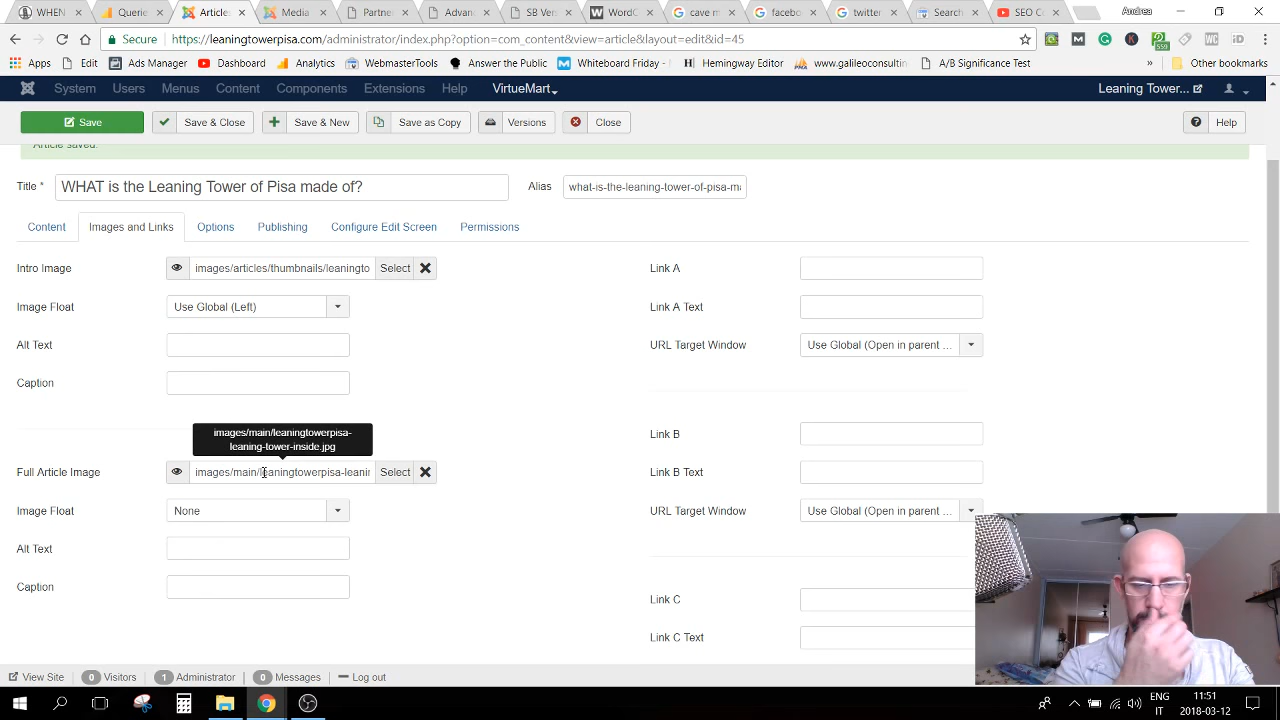 WHEN
Querie
Article
Media
Partner
Advan
SB Ver
WordC
cave m
facebo
twitter
Search
SEO C
Andrea
Secure
https://leaningtowerpisa.com/administrator/index.php?option=com_content&view=article&layout=edit&id=45
559
Apps
Edit
Ads Manager
Dashboard
Analytics
WebmasterTools
Answer the Public
Whiteboard Friday -
Hemingway Editor
www.galileoconsultin
A/B Significance Test
»
Other bookmarks
System
Users
Menus
Content
Components
Extensions
Help
VirtueMart
Leaning Tower...
Save
Save & Close
Save & New
Save as Copy
Versions
Close
Help
Article saved.
Title *
WHAT is the Leaning Tower of Pisa made of?
Alias
what-is-the-leaning-tower-of-pisa-ma
Content
Images and Links
Options
Publishing
Configure Edit Screen
Permissions
Intro Image
images/articles/thumbnails/leaningto
Select
Link A
Image Float
Use Global (Left)
Link A Text
Alt Text
URL Target Window
Use Global (Open in parent ...
Caption
images/main/leaningtowerpisa-
leaning-tower-inside.jpg
Link B
Full Article Image
images/main/leaningtowerpisa-leanin
Select
Link B Text
Image Float
None
URL Target Window
Use Global (Open in parent ...
Alt Text
Caption
Link C
Link C Text
View Site
0 Visitors
1 Administrator
0 Messages
Log out
ENG
IT
11:51
2018-03-12